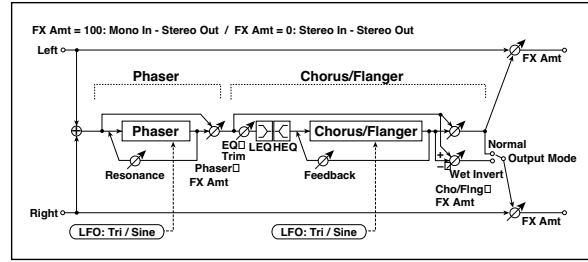 FX Amt = 100: Mono In - Stereo Out / FX Amt = 0: Stereo In - Stereo Out
Left
FX Amt
Phaser
Chorus/Flanger
Phaser
EQ
Trim
LEQ
HEQ
Chorus/Flanger
Normal
Output Mode
Resonance
Phaser
FX Amt
Feedback
+
−
Wet Invert
Cho/Flng
FX Amt
Right
FX Amt
LFO: Tri / Sine
LFO: Tri / Sine